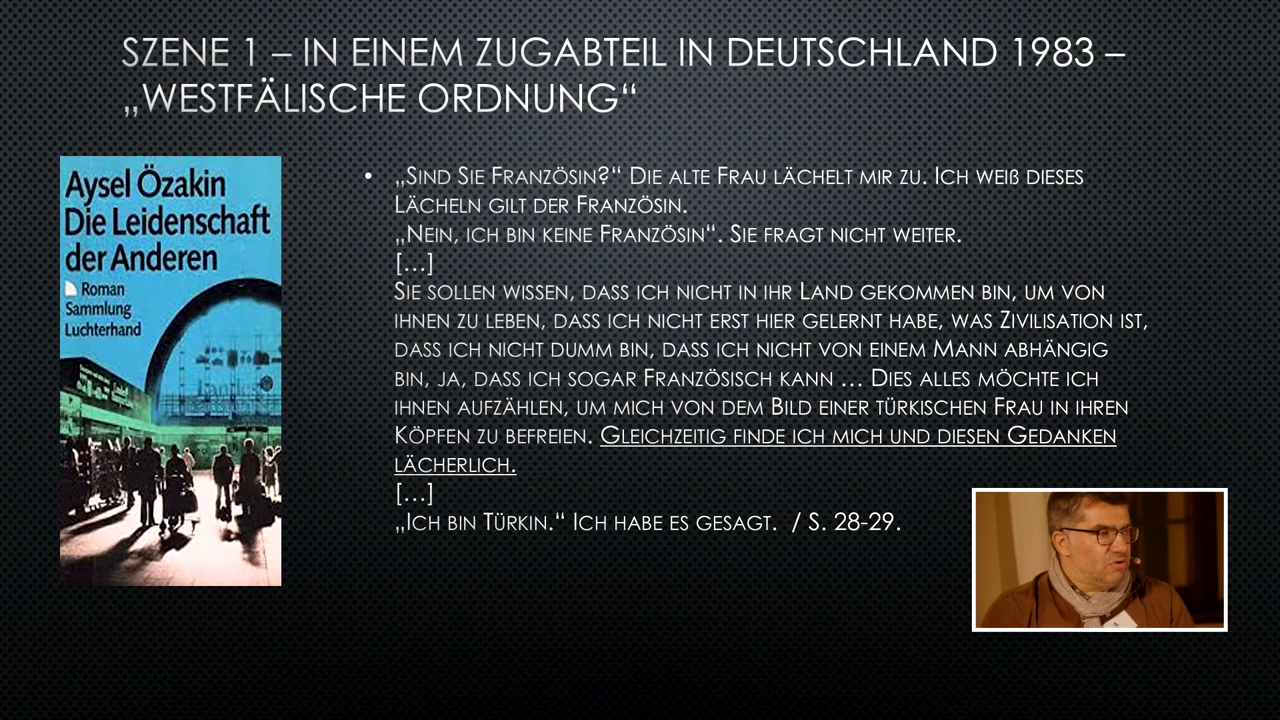 SZENE 1 – IN EINEM ZUGABTEIL IN DEUTSCHLAND 1983 –
„WESTFÄLISCHE ORDNUNG“
Aysel Özakin
Die Leidenschaft
der Anderen
Roman
Sammlung
Luchterhand
• „Sind Sie Französin?“ Die alte Frau lächelt mir zu. Ich weiß dieses
Lächeln gilt der Französin.
„Nein, ich bin keine Französin“. Sie fragt nicht weiter.
[…]
Sie sollen wissen, dass ich nicht in ihr Land gekommen bin, um von
ihnen zu leben, dass ich nicht erst hier gelernt habe, was Zivilisation ist,
dass ich nicht dumm bin, dass ich nicht von einem Mann abhängig
bin, ja, dass ich sogar Französisch kann … Dies alles möchte ich
ihnen aufzählen, um mich von dem Bild einer türkischen Frau in ihren
Köpfen zu befreien. Gleichzeitig finde ich mich und diesen Gedanken
lächerlich.
[…]
„Ich bin Türkin.“ Ich habe es gesagt. / S. 28-29.